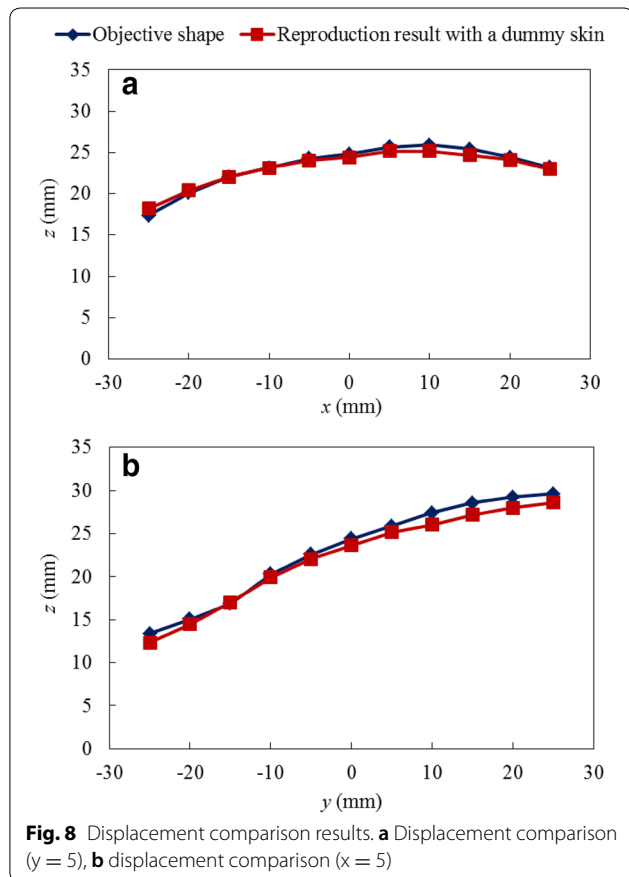 Objective shape Reproduction result with a dummy skin
a
35
30
25
20
15
10
5
0
z (mm)
-30 -20 -10 0 10 20 30
x (mm)
b
35
30
25
20
15
10
5
0
z (mm)
-30 -20 -10 0 10 20 30
y (mm)
Fig. 8 Displacement comparison results. a Displacement comparison
(y = 5), b displacement comparison (x = 5)